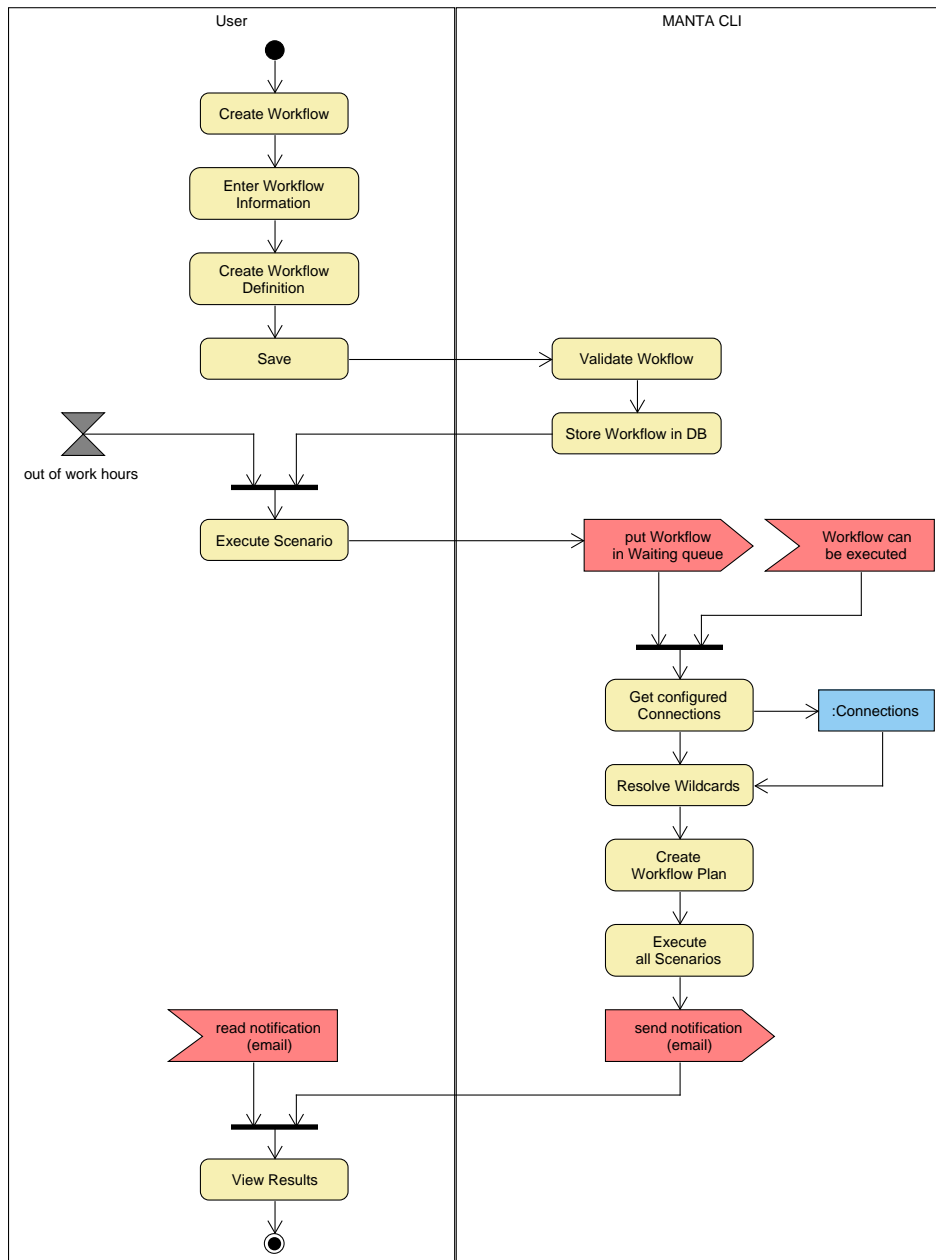 User
MANTA CLI
Create Workflow
Enter Workflow
Information
Create Workflow
Definition
Save
Validate Wokflow
Store Workflow in DB
out of work hours
Execute Scenario
put Workflow
in Waiting queue
Workflow can
be executed
Get configured
Connections
:Connections
Resolve Wildcards
Create
Workflow Plan
Execute
all Scenarios
read notification
(email)
send notification
(email)
View Results